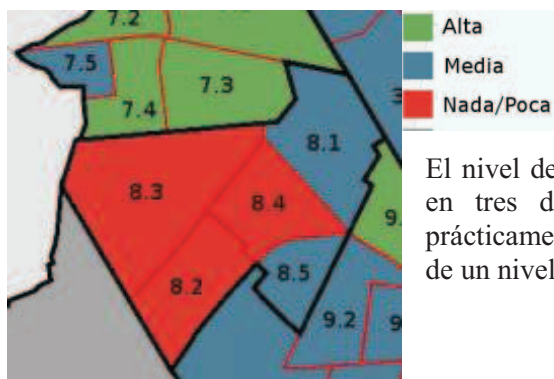 7.2
7.5
7.3
7.4
8.1
8.3
8.4
8.2
8.5
9.2
Alta
Media
Nada/Poca
El nivel de
en tres d
prácticame
de un nivel